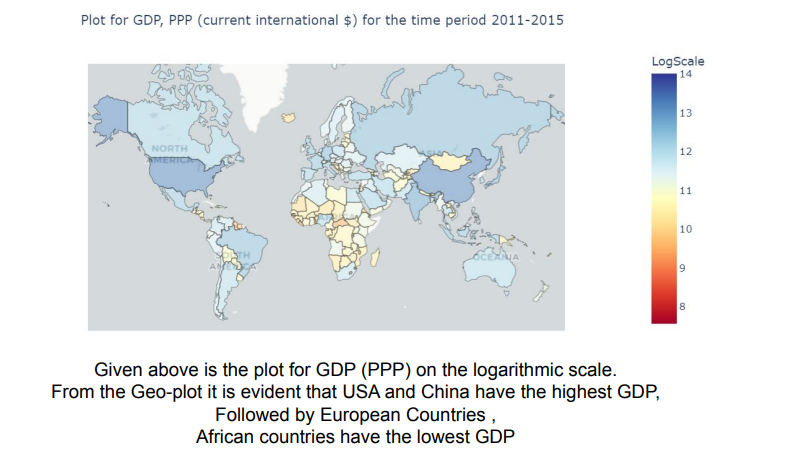 Plot for GDP, PPP (current international $) for the time period 2011-2015
LogScale
14
13
12
11
10
9
8
NORTH
AMERICA
ASIA
AFRICA
SOUTH
AMERICA
OCEANIA
Given above is the plot for GDP (PPP) on the logarithmic scale.
From the Geo-plot it is evident that USA and China have the highest GDP,
Followed by European Countries ,
African countries have the lowest GDP